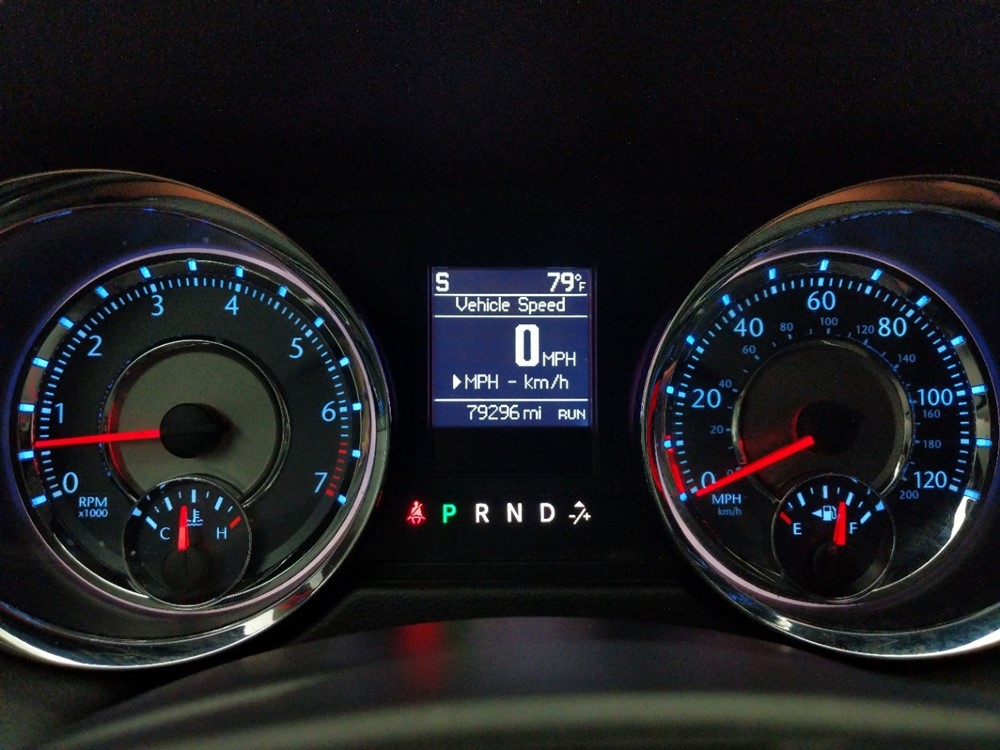 S 79°F
Vehicle Speed
0 MPH
MPH - km/h
79296 mi RUN
P R N D
0 1 2 3 4 5 6 7
RPM
x1000
C H
0 20 40 60 80 100 120
20 40 60 80 100 120 140 160 180 200
MPH
km/h
E F